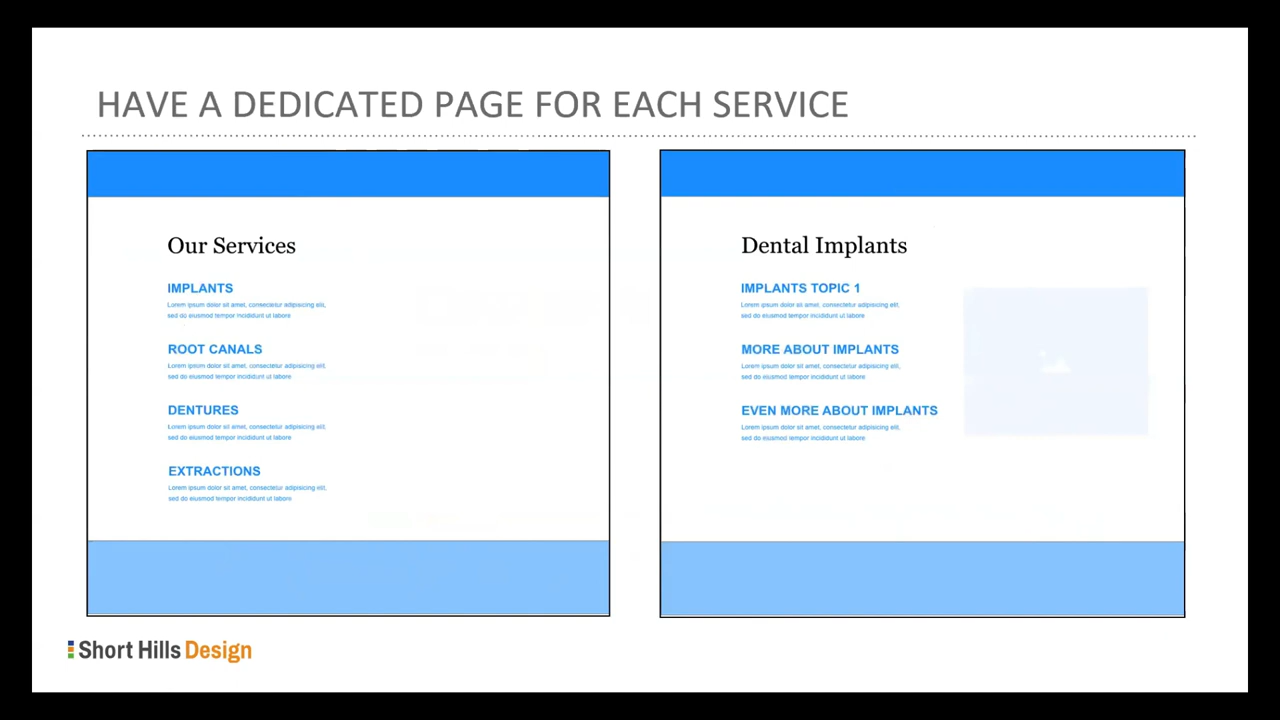 HAVE A DEDICATED PAGE FOR EACH SERVICE
Our Services
IMPLANTS
Lorem ipsum dolor sit amet, consectetur adipisicing elit,
sed do eiusmod tempor incididunt ut labore
ROOT CANALS
Lorem ipsum dolor sit amet, consectetur adipisicing elit,
sed do eiusmod tempor incididunt ut labore
DENTURES
Lorem ipsum dolor sit amet, consectetur adipisicing elit,
sed do eiusmod tempor incididunt ut labore
EXTRACTIONS
Lorem ipsum dolor sit amet, consectetur adipisicing elit,
sed do eiusmod tempor incididunt ut labore
Dental Implants
IMPLANTS TOPIC 1
Lorem ipsum dolor sit amet, consectetur adipisicing elit,
sed do eiusmod tempor incididunt ut labore
MORE ABOUT IMPLANTS
Lorem ipsum dolor sit amet, consectetur adipisicing elit,
sed do eiusmod tempor incididunt ut labore
EVEN MORE ABOUT IMPLANTS
Lorem ipsum dolor sit amet, consectetur adipisicing elit,
sed do eiusmod tempor incididunt ut labore
Short Hills Design